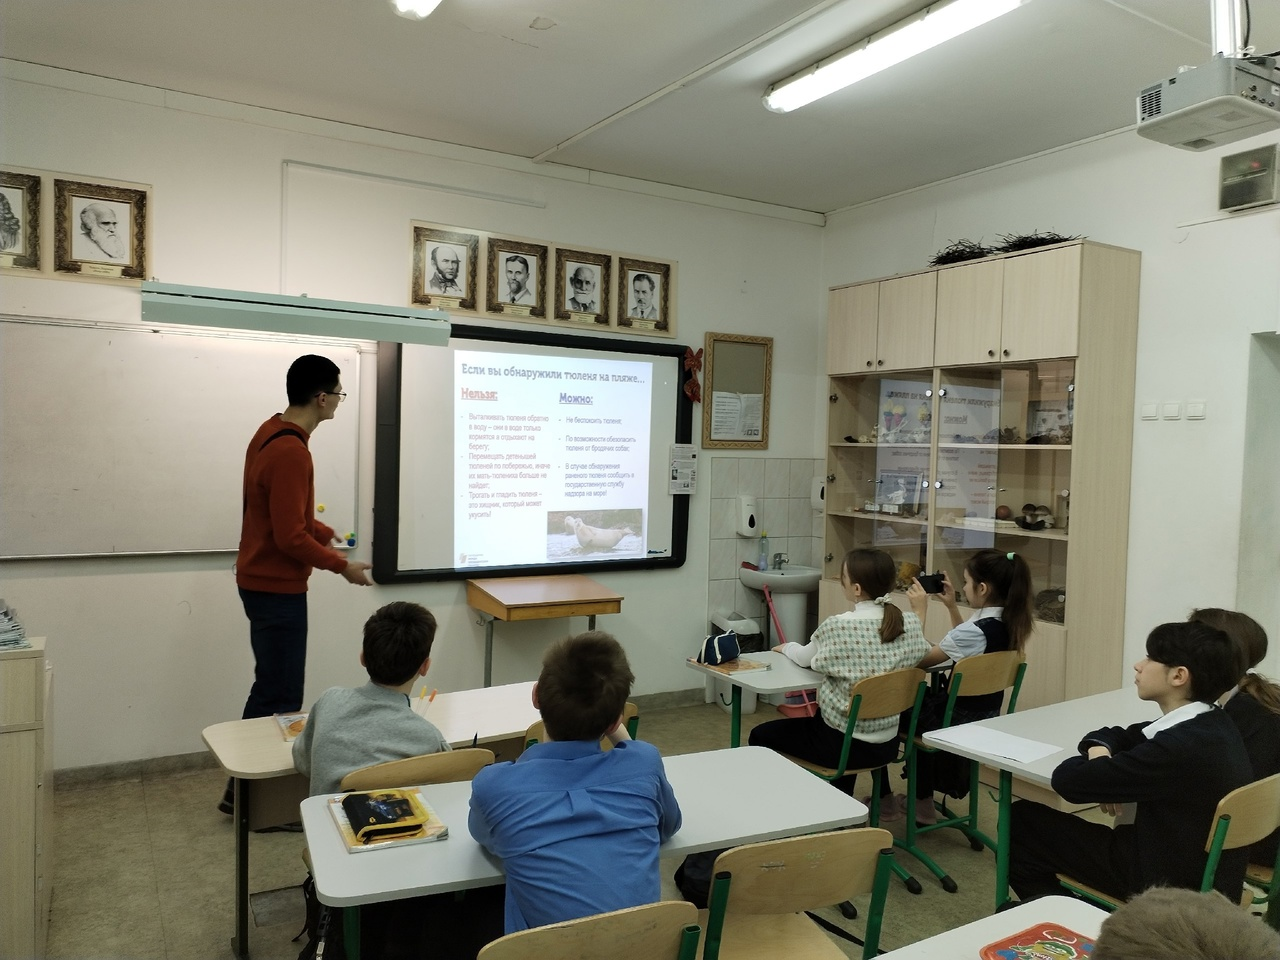 Если вы обнаружили тюленя на пляже...
Нельзя:
- Выталкивать тюленя обратно
в воду – они в воде только
кормятся а отдыхают на
берегу;
- Перемещать детенышей
тюленей по побережью, иначе
их мать-тюлениха больше не
найдет;
- Трогать и гладить тюленя –
это хищник, который может
укусить!
Можно:
- Не беспокоить тюленя;
- По возможности обезопасить
тюленя от бродячих собак;
- В случае обнаружения
раненого тюленя сообщить в
государственную службу
надзора на море!